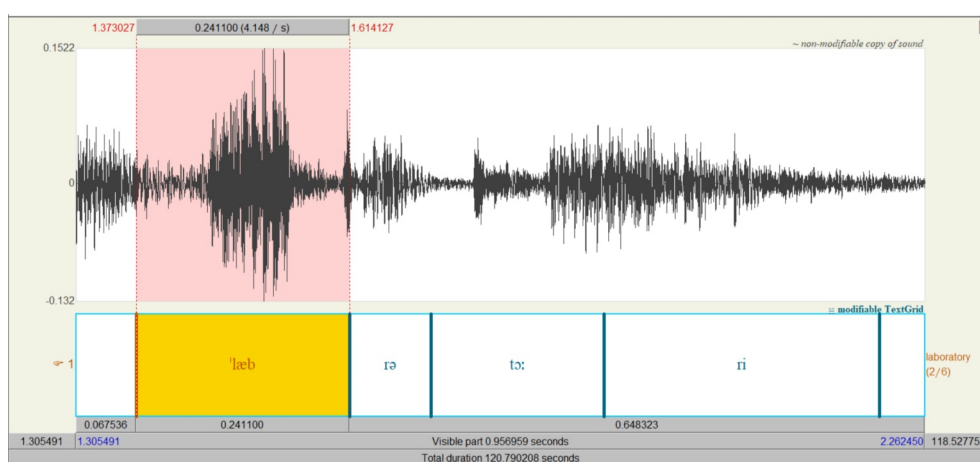 1.373027 0.241100 (4.148 / s) 1.614127
0.1522
~ non-modifiable copy of sound
0
-0.132
modifiable TextGrid
1 ˈlæb rə tɔː ri laboratory
(2/6)
0.067536 0.241100 0.648323
1.305491 1.305491 Visible part 0.956959 seconds 2.262450 118.52775
Total duration 120.790208 seconds